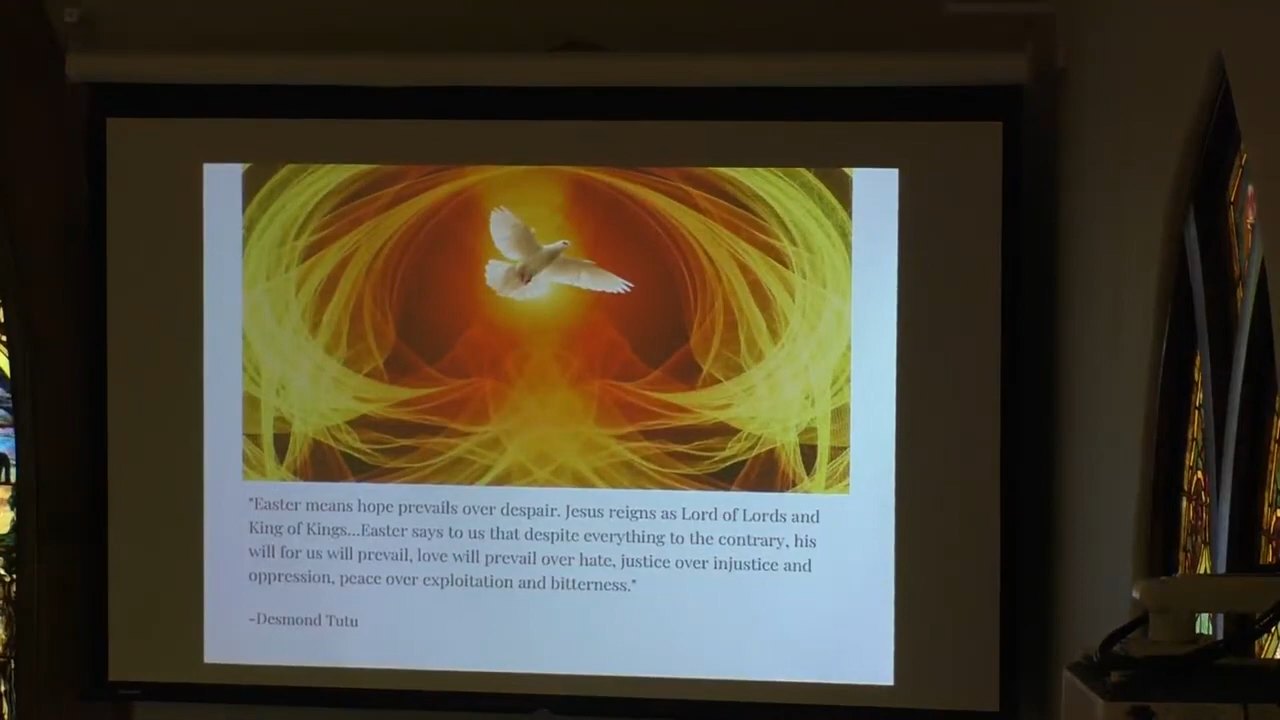 "Easter means hope prevails over despair. Jesus reigns as Lord of Lords and
King of Kings...Easter says to us that despite everything to the contrary, his
will for us will prevail, love will prevail over hate, justice over injustice and
oppression, peace over exploitation and bitterness."
-Desmond Tutu